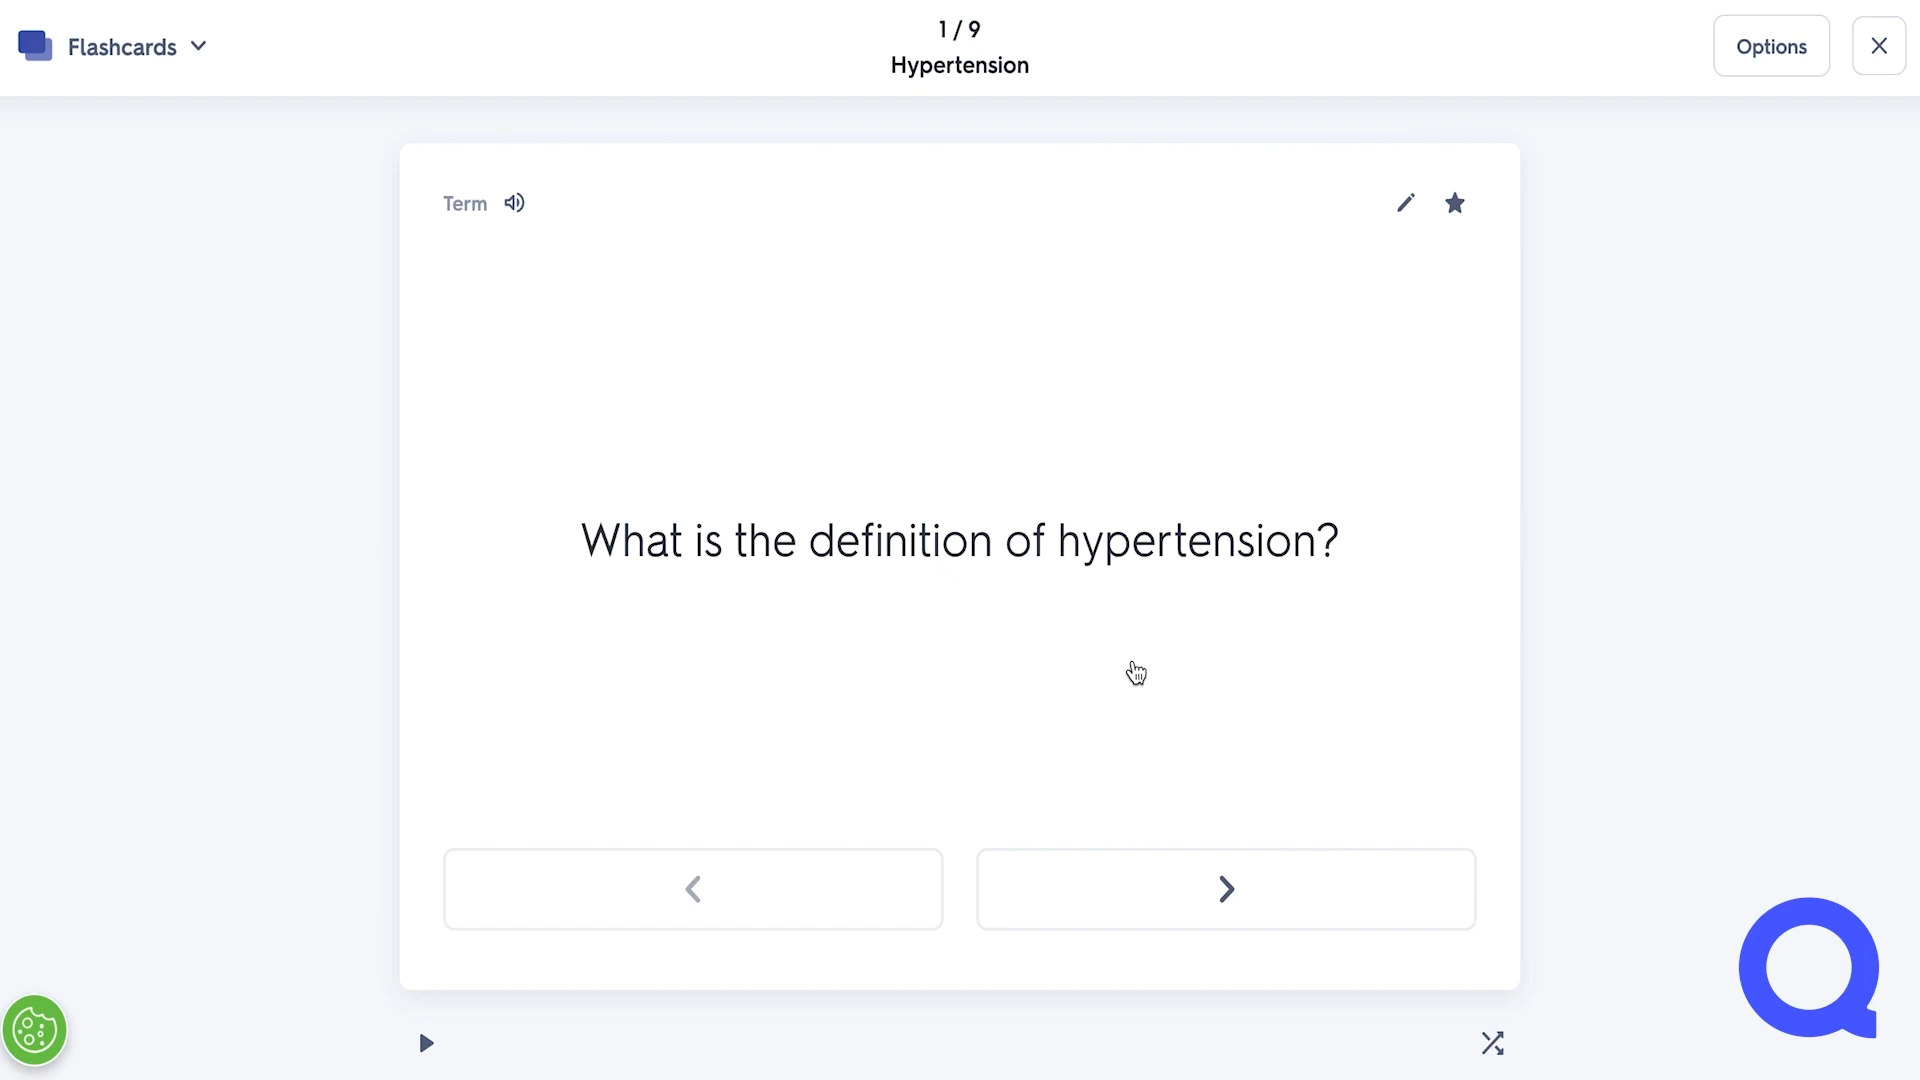 Flashcards
1 / 9
Hypertension
Options
Term
What is the definition of hypertension?